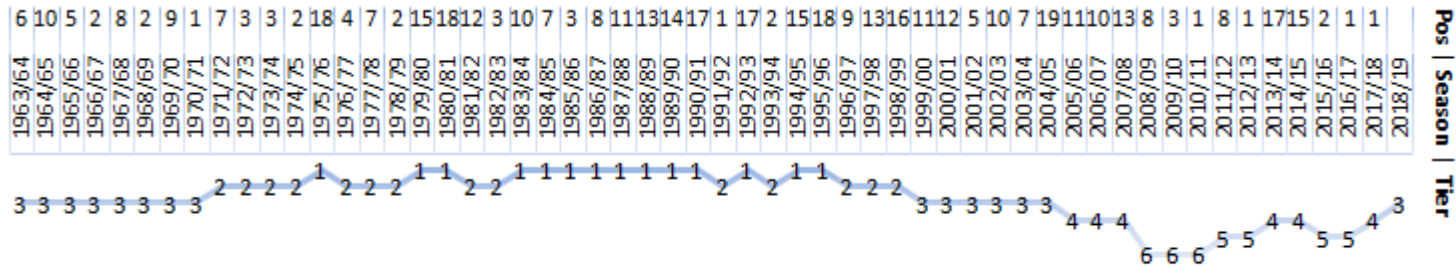 6 10 5 2 8 2 9 1 7 3 3 2 18 4 7 2 15 18 12 3 10 7 3 8 11 13 14 17 1 17 2 15 18 9 13 16 11 12 5 10 7 19 11 10 13 8 3 1 8 1 17 15 2 1 1
1963/64 1964/65 1965/66 1966/67 1967/68 1968/69 1969/70 1970/71 1971/72 1972/73 1973/74 1974/75 1975/76 1976/77 1977/78 1978/79 1979/80 1980/81 1981/82 1982/83 1983/84 1984/85 1985/86 1986/87 1987/88 1988/89 1989/90 1990/91 1991/92 1992/93 1993/94 1994/95 1995/96 1996/97 1997/98 1998/99 1999/00 2000/01 2001/02 2002/03 2003/04 2004/05 2005/06 2006/07 2007/08 2008/09 2009/10 2010/11 2011/12 2012/13 2013/14 2014/15 2015/16 2016/17 2017/18 2018/19
3 3 3 3 3 3 3 3 2 2 2 2 1 2 2 2 1 1 2 2 1 1 1 1 1 1 1 1 2 1 2 1 1 2 2 2 3 3 3 3 3 3 4 4 4 6 6 6 5 5 4 4 5 5 4 3
Pos | Season | Tier